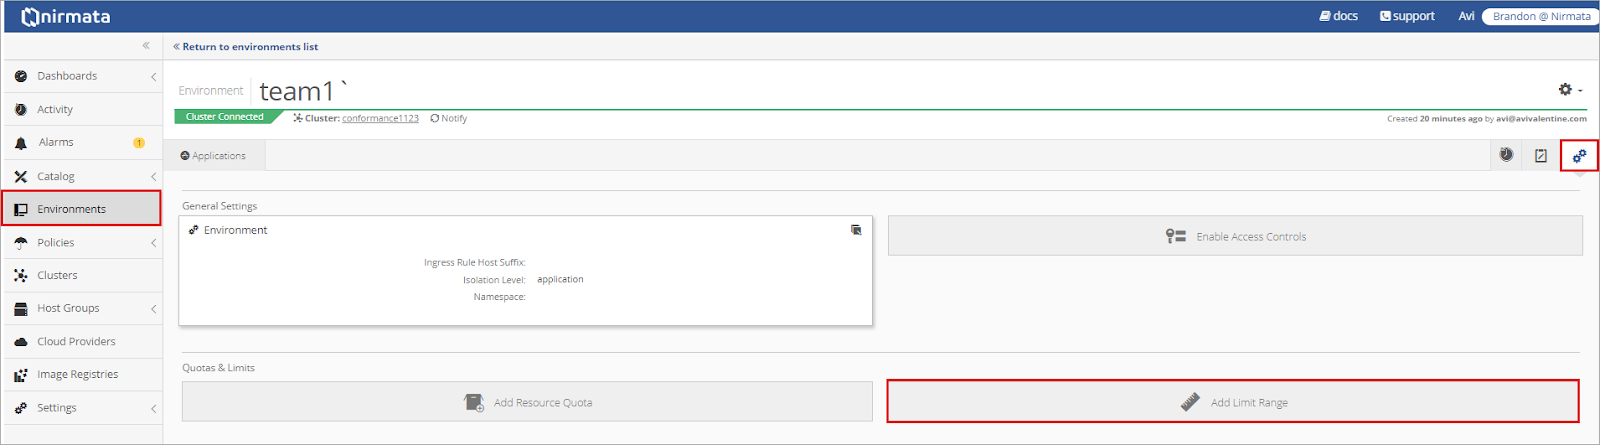 nirmata
docs
support
Avi
Brandon @ Nirmata
«
« Return to environments list
Dashboards
Activity
Alarms
1
Catalog
Environments
Policies
Clusters
Host Groups
Cloud Providers
Image Registries
Settings
Environment
team1 `
Cluster Connected
Cluster: conformance1123
Notify
Created 20 minutes ago by avi@avivalentine.com
Applications
General Settings
Environment
Ingress Rule Host Suffix:
Isolation Level: application
Namespace:
Enable Access Controls
Quotas & Limits
Add Resource Quota
Add Limit Range